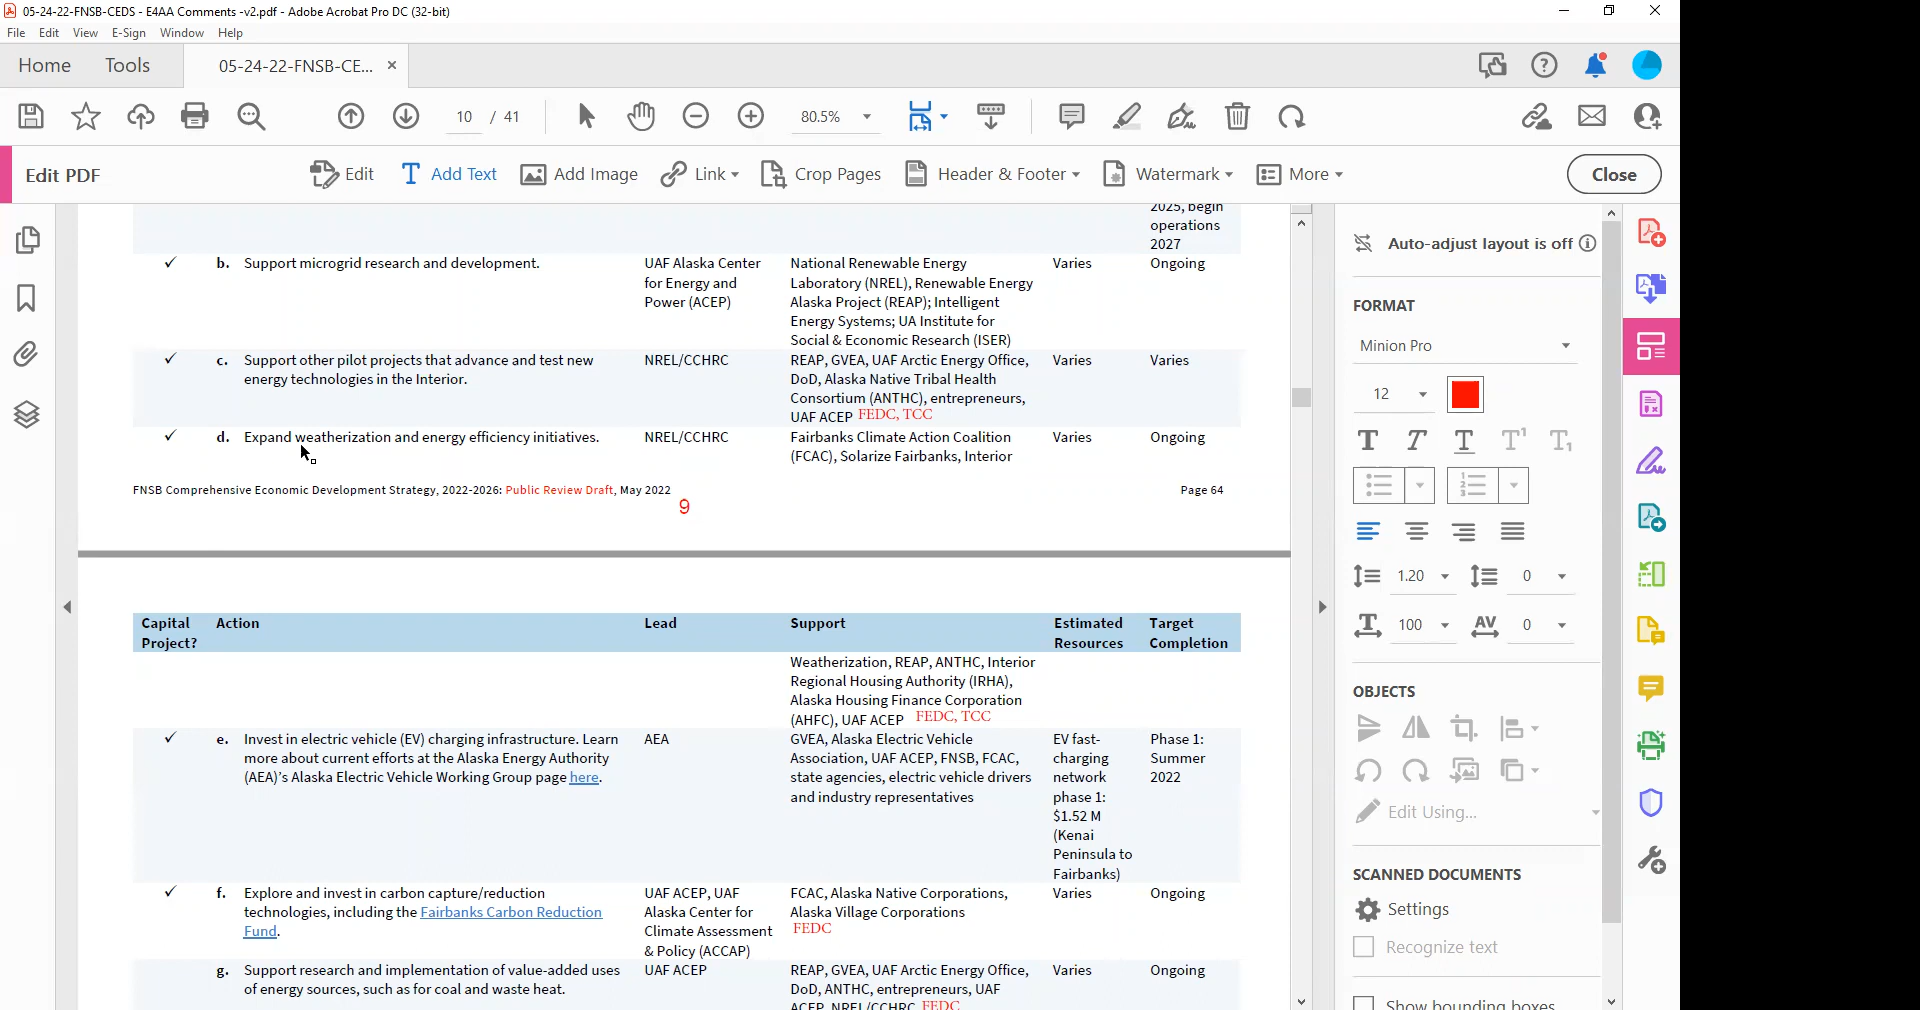 05-24-22-FNSB-CEDS - E4AA Comments -v2.pdf - Adobe Acrobat Pro DC (32-bit)
File Edit View E-Sign Window Help
Home Tools 05-24-22-FNSB-CE... ×
10 / 41 80.5%
Edit PDF Edit Add Text Add Image Link Crop Pages Header & Footer Watermark More Close
2025, begin
operations
2027
✓ b. Support microgrid research and development.
UAF Alaska Center
for Energy and
Power (ACEP)
National Renewable Energy
Laboratory (NREL), Renewable Energy
Alaska Project (REAP); Intelligent
Energy Systems; UA Institute for
Social & Economic Research (ISER)
Varies
Ongoing
✓ c. Support other pilot projects that advance and test new
energy technologies in the Interior.
NREL/CCHRC
REAP, GVEA, UAF Arctic Energy Office,
DoD, Alaska Native Tribal Health
Consortium (ANTHC), entrepreneurs,
UAF ACEP FEDC, TCC
Varies
Varies
✓ d. Expand weatherization and energy efficiency initiatives.
NREL/CCHRC
Fairbanks Climate Action Coalition
(FCAC), Solarize Fairbanks, Interior
Varies
Ongoing
FNSB Comprehensive Economic Development Strategy, 2022-2026: Public Review Draft, May 2022
Page 64
9
Capital
Project?
Action
Lead
Support
Estimated
Resources
Target
Completion
Weatherization, REAP, ANTHC, Interior
Regional Housing Authority (IRHA),
Alaska Housing Finance Corporation
(AHFC), UAF ACEP FEDC, TCC
✓ e. Invest in electric vehicle (EV) charging infrastructure. Learn
more about current efforts at the Alaska Energy Authority
(AEA)'s Alaska Electric Vehicle Working Group page here.
AEA
GVEA, Alaska Electric Vehicle
Association, UAF ACEP, FNSB, FCAC,
state agencies, electric vehicle drivers
and industry representatives
EV fast-
charging
network
phase 1:
$1.52 M
(Kenai
Peninsula to
Fairbanks)
Phase 1:
Summer
2022
✓ f. Explore and invest in carbon capture/reduction
technologies, including the Fairbanks Carbon Reduction
Fund.
UAF ACEP, UAF
Alaska Center for
Climate Assessment
& Policy (ACCAP)
FCAC, Alaska Native Corporations,
Alaska Village Corporations
FEDC
Varies
Ongoing
g. Support research and implementation of value-added uses
of energy sources, such as for coal and waste heat.
UAF ACEP
REAP, GVEA, UAF Arctic Energy Office,
DoD, ANTHC, entrepreneurs, UAF
ACEP, NREL/CCHRC FEDC
Varies
Ongoing
Auto-adjust layout is off
FORMAT
Minion Pro
12
T T T T¹ T₁
1.20 0
T 100 AV 0
OBJECTS
Edit Using...
SCANNED DOCUMENTS
Settings
Recognize text
Show bounding boxes